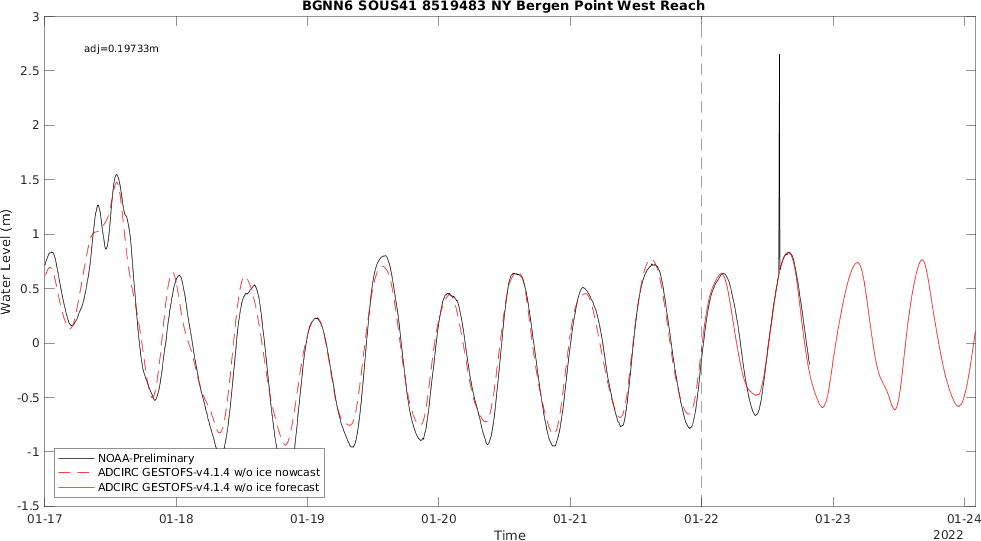 BGNN6 SOUS41 8519483 NY Bergen Point West Reach
3
adj=0.19733m
2.5
2
1.5
1
0.5
0
-0.5
-1
-1.5
Water Level (m)
NOAA-Preliminary
ADCIRC GESTOFS-v4.1.4 w/o ice nowcast
ADCIRC GESTOFS-v4.1.4 w/o ice forecast
01-17 01-18 01-19 01-20 01-21 01-22 01-23 01-24
Time
2022